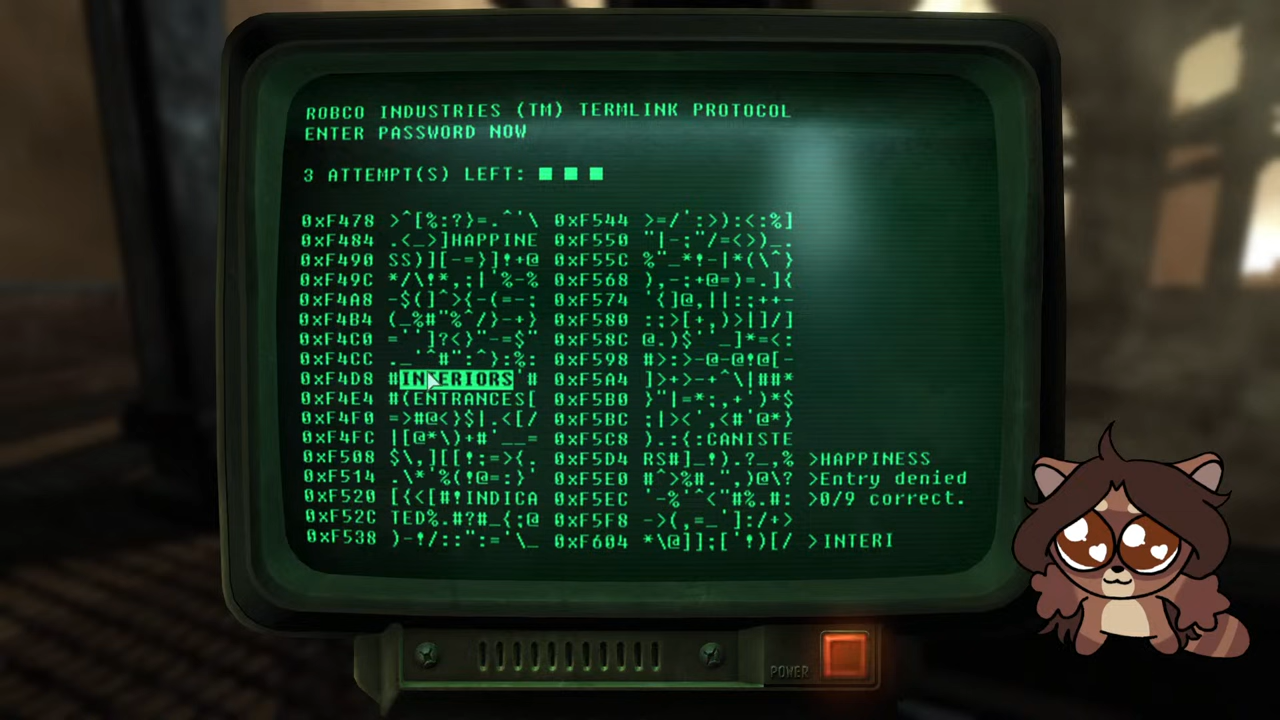 ROBCO INDUSTRIES (TM) TERMLINK PROTOCOL
ENTER PASSWORD NOW
3 ATTEMPT(S) LEFT: ■ ■ ■
0xF478 >^[%:?}=.^'\ 0xF544 >=/':>):<:%]
0xF484 .<_>]HAPPINE 0xF550 "|-;"/=<>)_.
0xF490 SS)][-=}]!+@ 0xF55C %"_*!-|*(\^}
0xF49C */\!*,;|'%-% 0xF568 ),-:+@=)=.]{
0xF4A8 -$(]^>{-(=-; 0xF574 '{]@,||:;++-
0xF4B4 (_%#"%^/}-+} 0xF580 :;>[+,)>|]/]
0xF4C0 ='']?<}"-=$" 0xF58C @.)$''_]*=<:
0xF4CC ._'^#":^}:%: 0xF598 #>:>-@-@!@[-
0xF4D8 #INTERIORS'# 0xF5A4 ]>+>-+^\|##*
0xF4E4 #(ENTRANCES[ 0xF5B0 }"|=*:,+')*$
0xF4F0 =>#@<}$|.<[/ 0xF5BC ;|><',<#'@*}
0xF4FC |[@*\)+#'__= 0xF5C8 ).:{:CANISTE
0xF508 $\,][[!;=>{. 0xF5D4 RS#]_!).?_,% >HAPPINESS
0xF514 .\*'%(!@=:} 0xF5E0 #^>%#.",)@\? >Entry denied
0xF520 [{<[#!INDICA 0xF5EC '-%'^<"#%.#: >0/9 correct.
0xF52C TED%.#?#_{;@ 0xF5F8 ->(,=_']:/+>
0xF538 )-!/::":='\_ 0xF604 *\@]];['!)[/ >INTERI
POWER